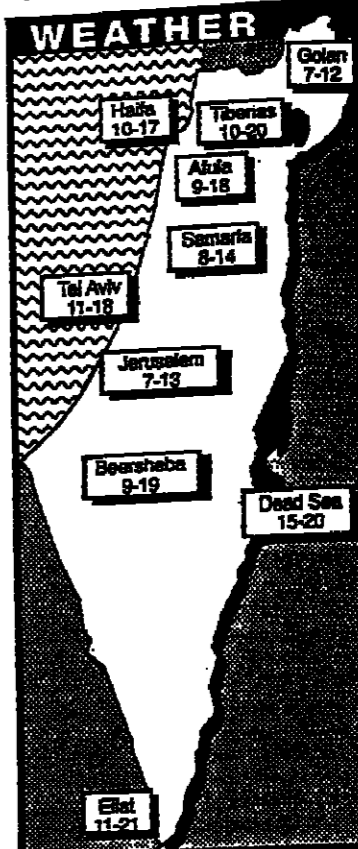 WEATHER
Golan
7-12
Haifa
10-17
Tiberias
10-20
Afula
9-18
Samaria
8-14
Tel Aviv
11-18
Jerusalem
7-13
Beersheba
9-19
Dead Sea
15-20
Eilat
11-21